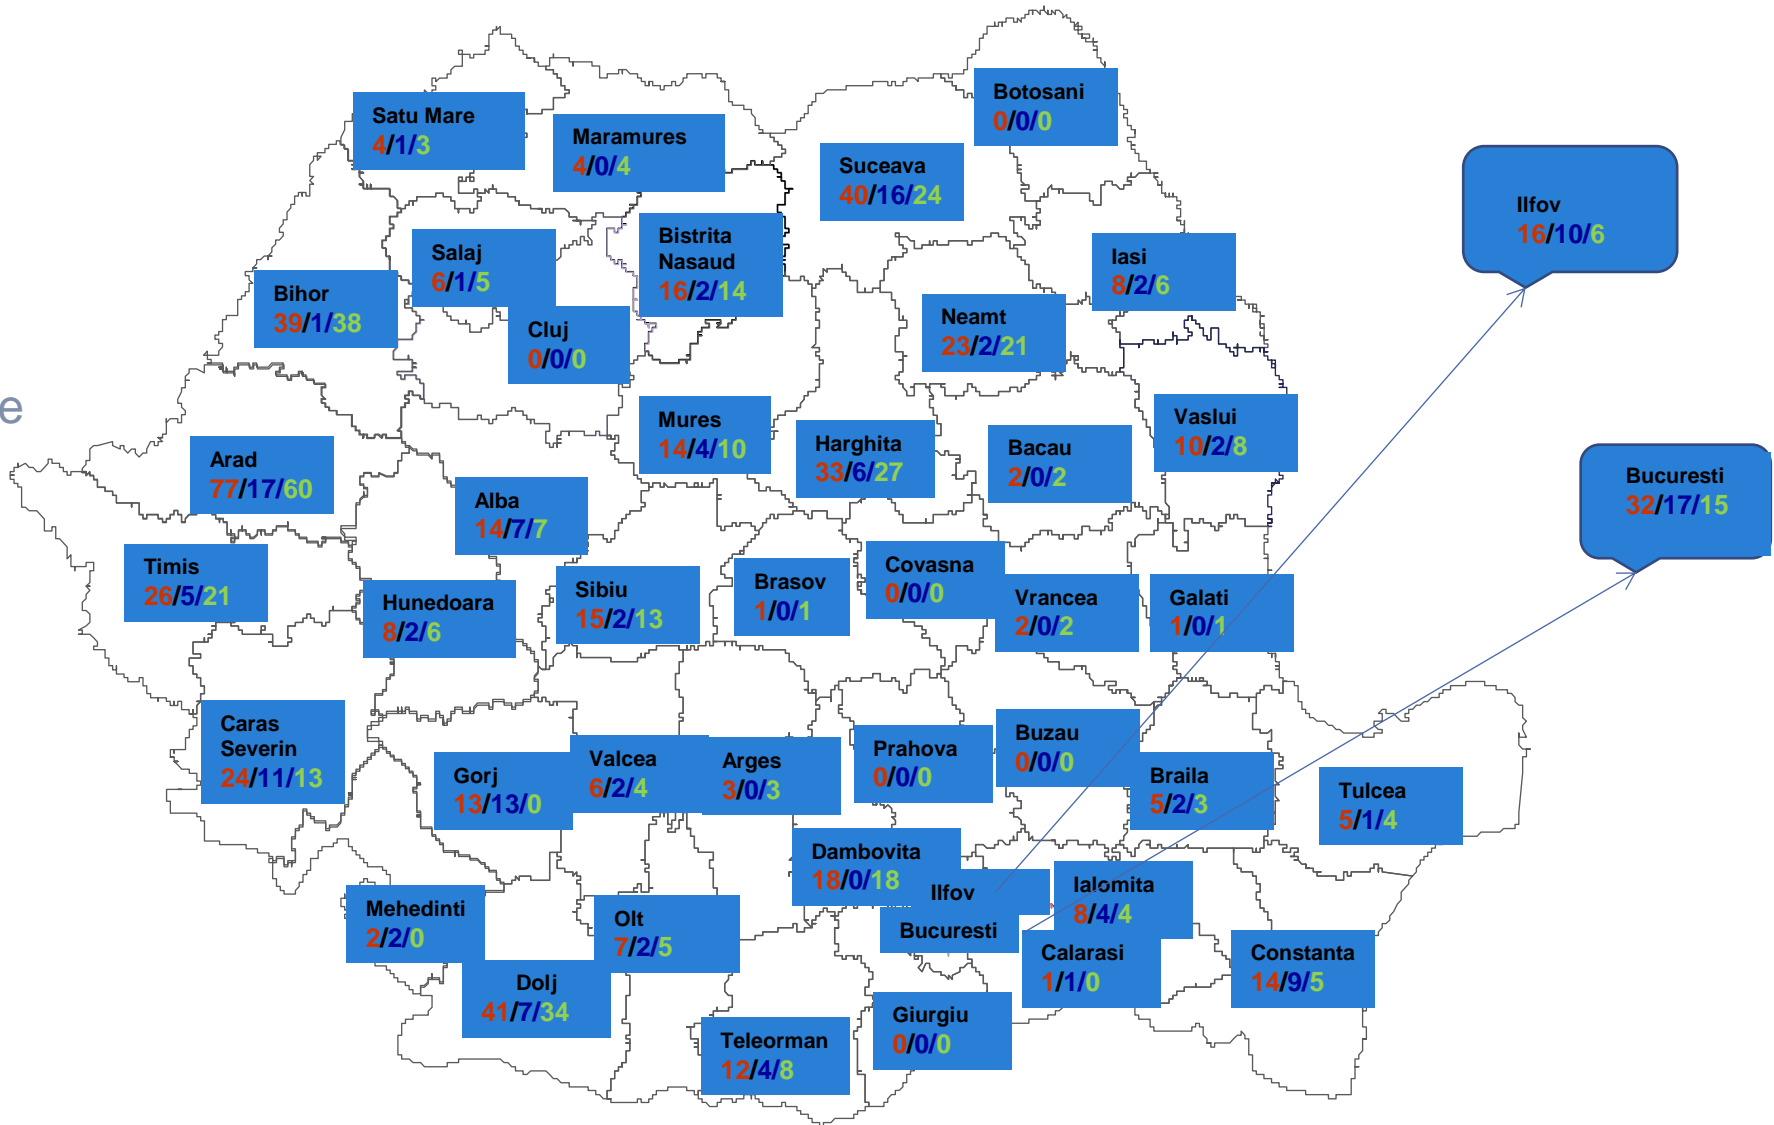 Botosani
0/0/0
Satu Mare
4/1/3
Maramures
4/0/4
Suceava
40/16/24
Ilfov
16/10/6
Salaj
6/1/5
Bistrita
Nasaud
16/2/14
Iasi
8/2/6
Bihor
39/1/38
Cluj
0/0/0
Neamt
23/2/21
e
Mures
14/4/10
Harghita
33/6/27
Bacau
2/0/2
Vaslui
10/2/8
Arad
77/17/60
Alba
14/7/7
Bucuresti
32/17/15
Timis
26/5/21
Hunedoara
8/2/6
Sibiu
15/2/13
Brasov
1/0/1
Covasna
0/0/0
Vrancea
2/0/2
Galati
1/0/1
Caras
Severin
24/11/13
Gorj
13/13/0
Valcea
6/2/4
Arges
3/0/3
Prahova
0/0/0
Buzau
0/0/0
Braila
5/2/3
Tulcea
5/1/4
Dambovita
18/0/18
Ilfov
Ialomita
8/4/4
Mehedinti
2/2/0
Olt
7/2/5
Bucuresti
Calarasi
1/1/0
Constanta
14/9/5
Dolj
41/7/34
Giurgiu
0/0/0
Teleorman
12/4/8